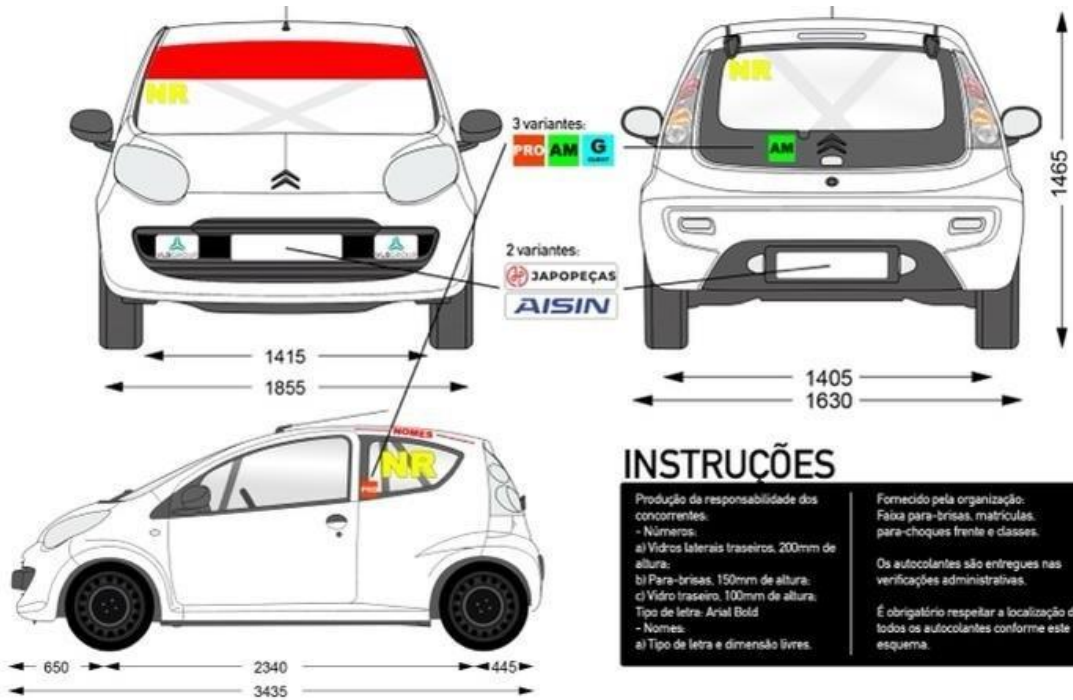 NR
NR
3 variantes:
PRO AM G
GUEST
AM
1465
2 variantes:
JAPOPEÇAS
AISIN
1415
1855
1405
1630
NOMES
NR
PRO
650
2340
445
3435
INSTRUÇÕES
Produção da responsabilidade dos
concorrentes:
- Números:
a) Vidros laterais traseiros, 200mm de
altura;
b) Para-brisas, 150mm de altura;
c) Vidro traseiro, 100mm de altura;
Tipo de letra: Arial Bold
- Nomes:
a) Tipo de letra e dimensão livres.
Fornecido pela organização:
Faixa para-brisas, matrículas,
para-choques frente e classes.
Os autocolantes são entregues nas
verificações administrativas.
É obrigatório respeitar a localização d
todos os autocolantes conforme este
esquema.